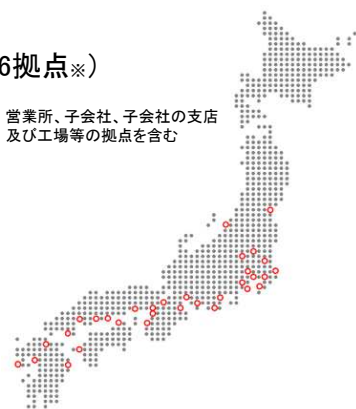 6拠点※)
営業所、子会社、子会社の支店
及び工場等の拠点を含む